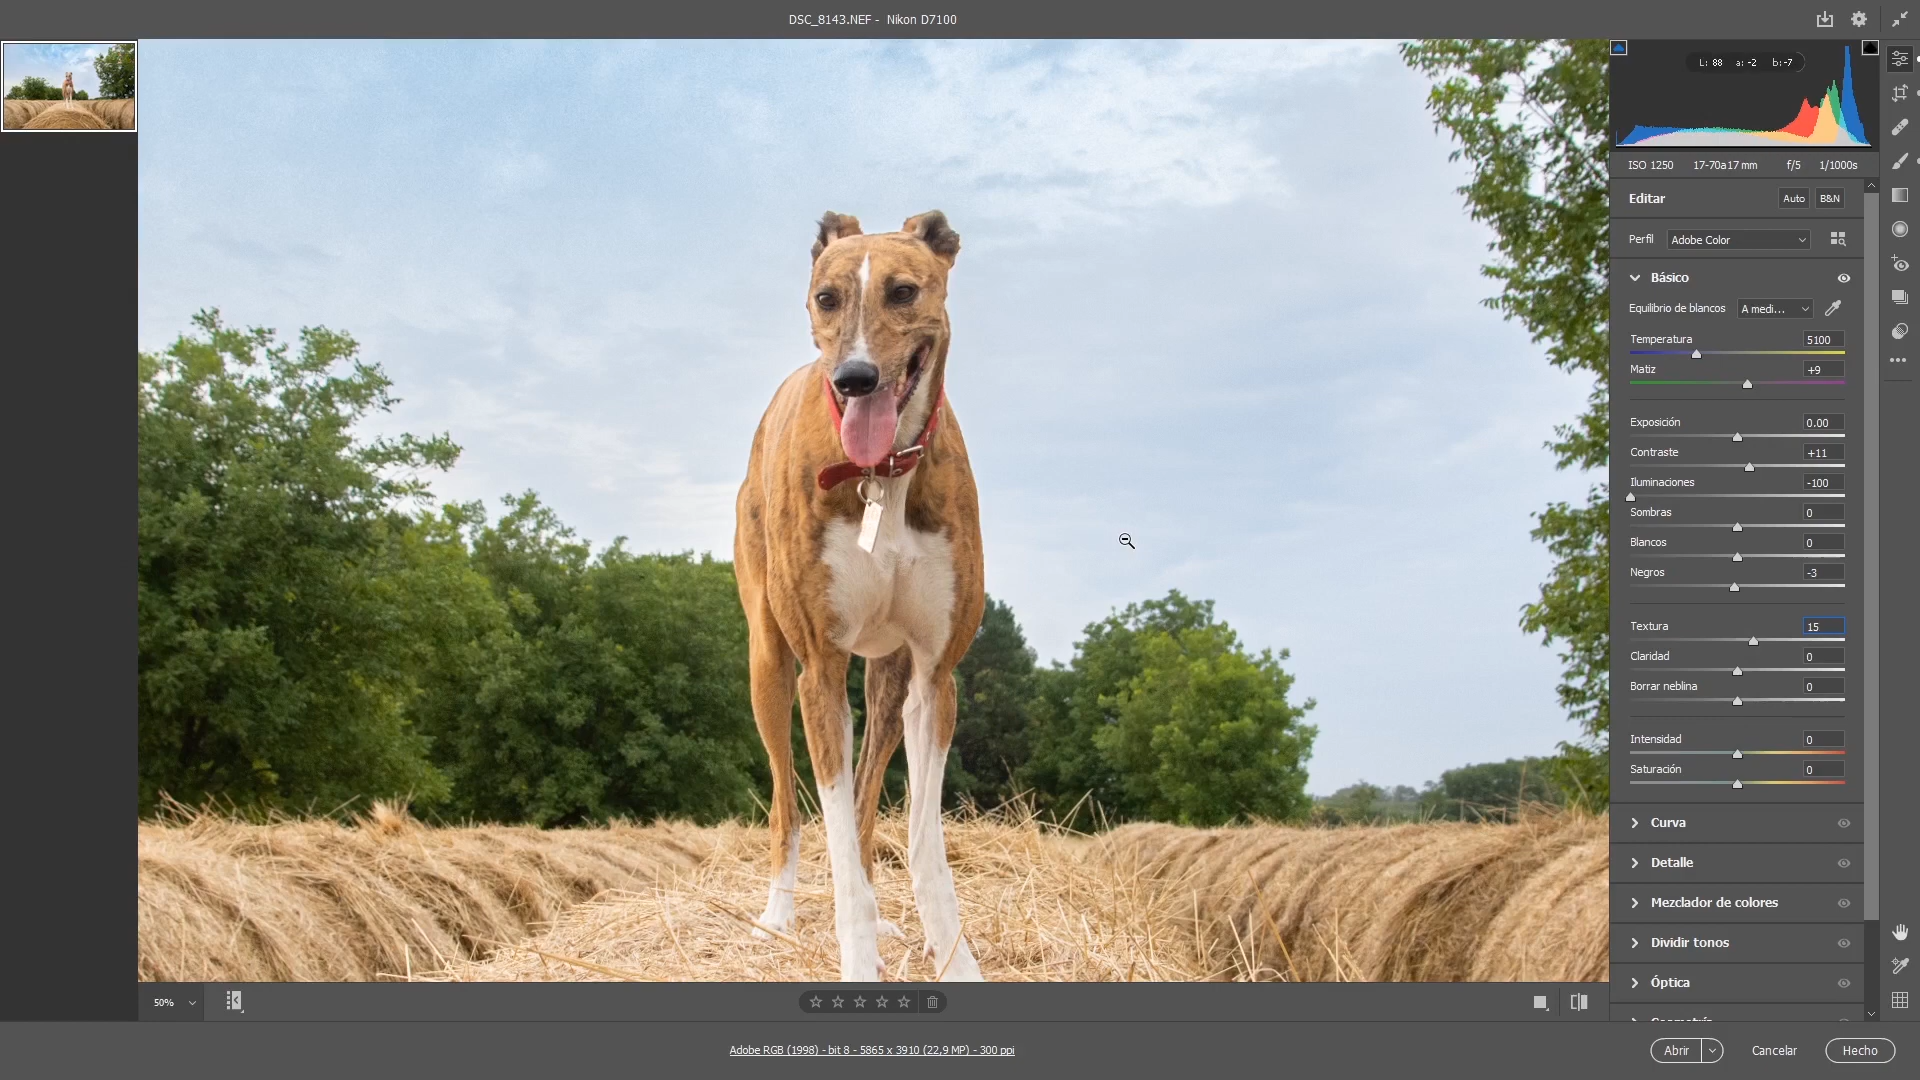 DSC_8143.NEF - Nikon D7100
L: 88 a: -2 b: -7
ISO 1250 17-70a17 mm f/5 1/1000s
Editar Auto B&N
Perfil Adobe Color
Básico
Equilibrio de blancos A medi...
Temperatura 5100
Matiz +9
Exposición 0.00
Contraste +11
Iluminaciones -100
Sombras 0
Blancos 0
Negros -3
Textura 15
Claridad 0
Borrar neblina 0
Intensidad 0
Saturación 0
Curva
Detalle
Mezclador de colores
Dividir tonos
Óptica
50%
Adobe RGB (1998) - bit 8 - 5865 x 3910 (22,9 MP) - 300 ppi
Abrir Cancelar Hecho